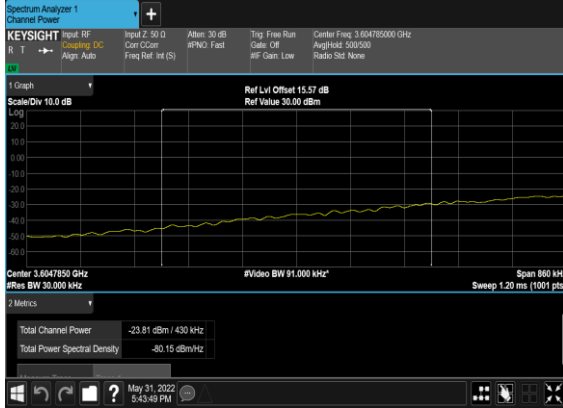 Spectrum Analyzer 1
Channel Power
+
KEYSIGHT
R T
Input: RF
Coupling: DC
Align: Auto
Input Z: 50 Ω
Corr CCorr
Freq Ref: Int (S)
Atten: 30 dB
#PNO: Fast
Trig: Free Run
Gate: Off
#IF Gain: Low
Center Freq: 3.604785000 GHz
Avg|Hold: 500/500
Radio Std: None
1 Graph
Scale/Div 10.0 dB
Ref Lvl Offset 15.57 dB
Ref Value 30.00 dBm
Log
20.0
10.0
0.00
-10.0
-20.0
-30.0
-40.0
-50.0
-60.0
Center 3.6047850 GHz
#Res BW 30.000 kHz
#Video BW 91.000 kHz*
Span 860 kHz
Sweep 1.20 ms (1001 pts)
2 Metrics
Total Channel Power -23.81 dBm / 430 kHz
Total Power Spectral Density -80.15 dBm/Hz
?
May 31, 2022
5:43:49 PM